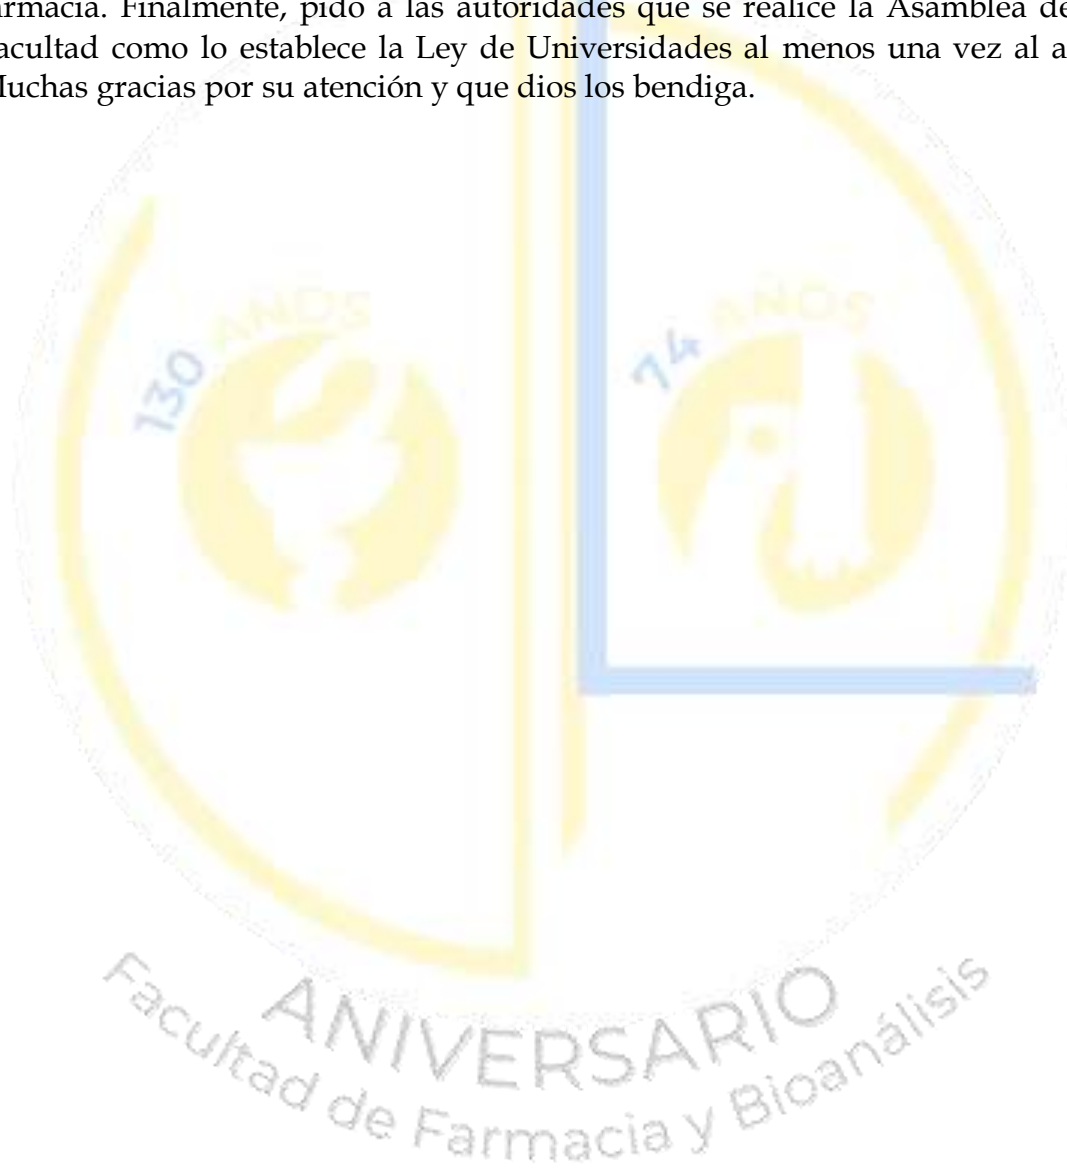 armacia. Finalmente, pido a las autoridades que se realice la Asamblea de
acultad como lo establece la Ley de Universidades al menos una vez al a
uchas gracias por su atención y que dios los bendiga.
130 AÑOS
74 AÑOS
ANIVERSARIO
Facultad de Farmacia y Bioanálisis